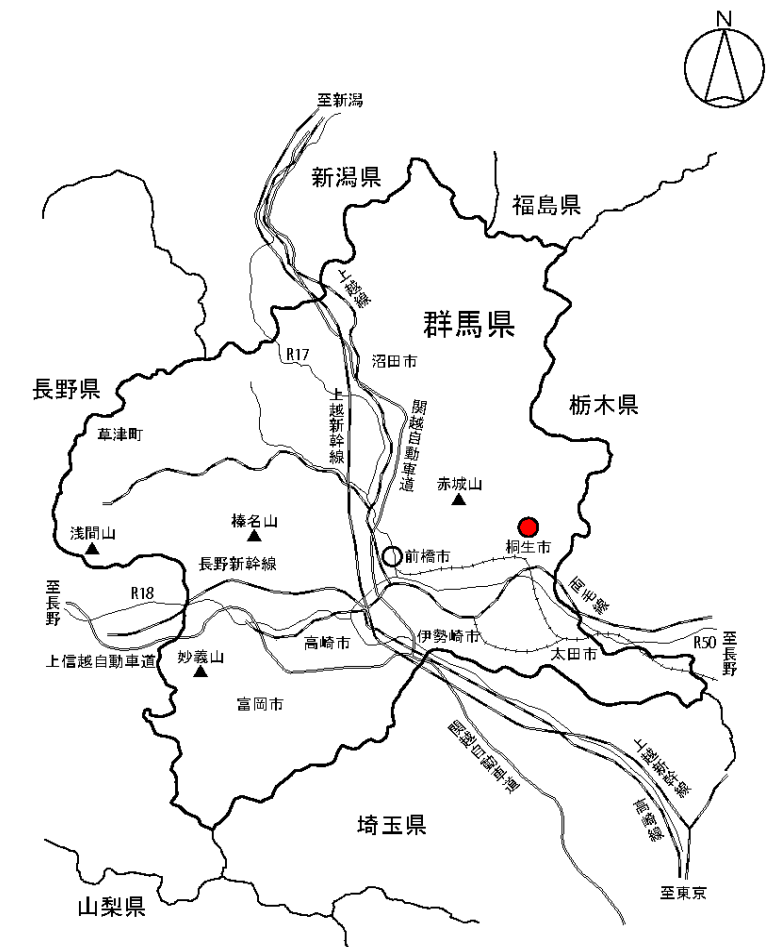 N
至新潟
新潟県
福島県
上越線
群馬県
R17
沼田市
長野県
上越新幹線
関越自動車道
栃木県
草津町
赤城山
榛名山
浅間山
桐生市
前橋市
長野新幹線
両毛線
至長野
R18
高崎市
伊勢崎市
太田市
R50
至長野
上信越自動車道
妙義山
富岡市
関越自動車道
上越新幹線
高崎線
埼玉県
至東京
山梨県